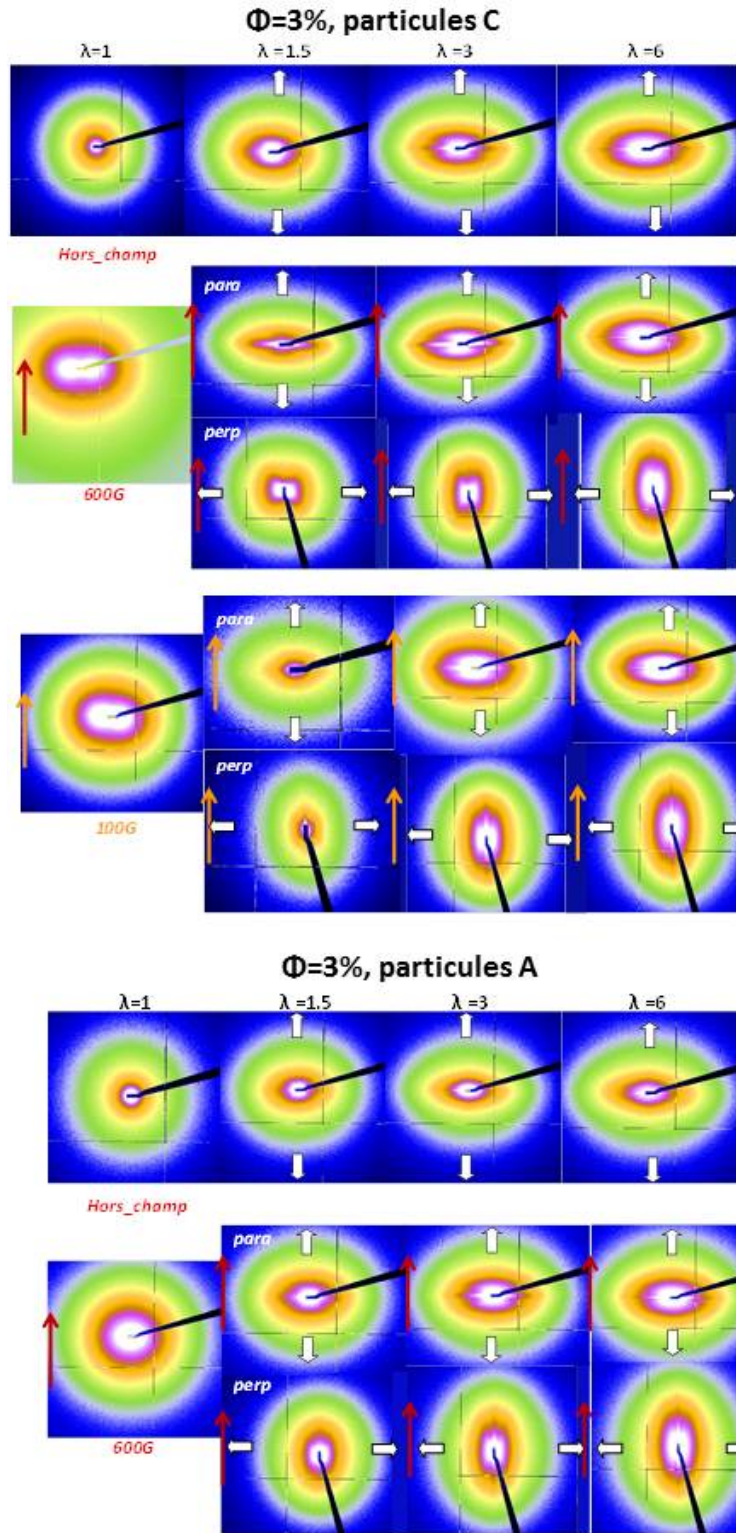 Φ=3%, particules C
λ=1 λ =1.5 λ =3 λ =6
Hors_champ
para
perp
600G
para
perp
100G
Φ=3%, particules A
λ=1 λ =1.5 λ =3 λ =6
Hors_champ
para
perp
600G